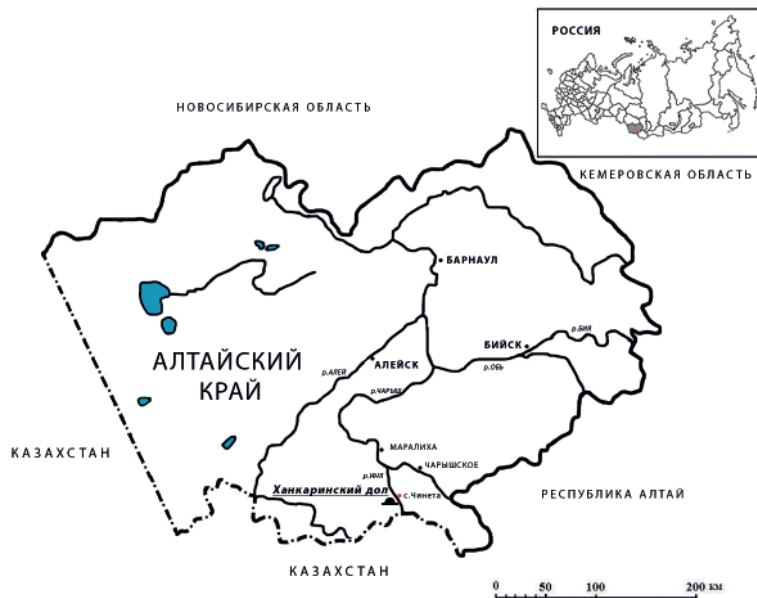 РОССИЯ
НОВОСИБИРСКАЯ ОБЛАСТЬ
КЕМЕРОВСКАЯ ОБЛАСТЬ
БАРНАУЛ
р.БИЯ
БИЙСК
АЛТАЙСКИЙ
КРАЙ
р.АЛЕЙ
АЛЕЙСК
р.ОБЬ
р.ЧАРЫШ
МАРАЛИХА
КАЗАХСТАН
ЧАРЫШСКОЕ
р.ИНЯ
Ханкаринский дол
с.Чинета
РЕСПУБЛИКА АЛТАЙ
КАЗАХСТАН
0 50 100 200 км